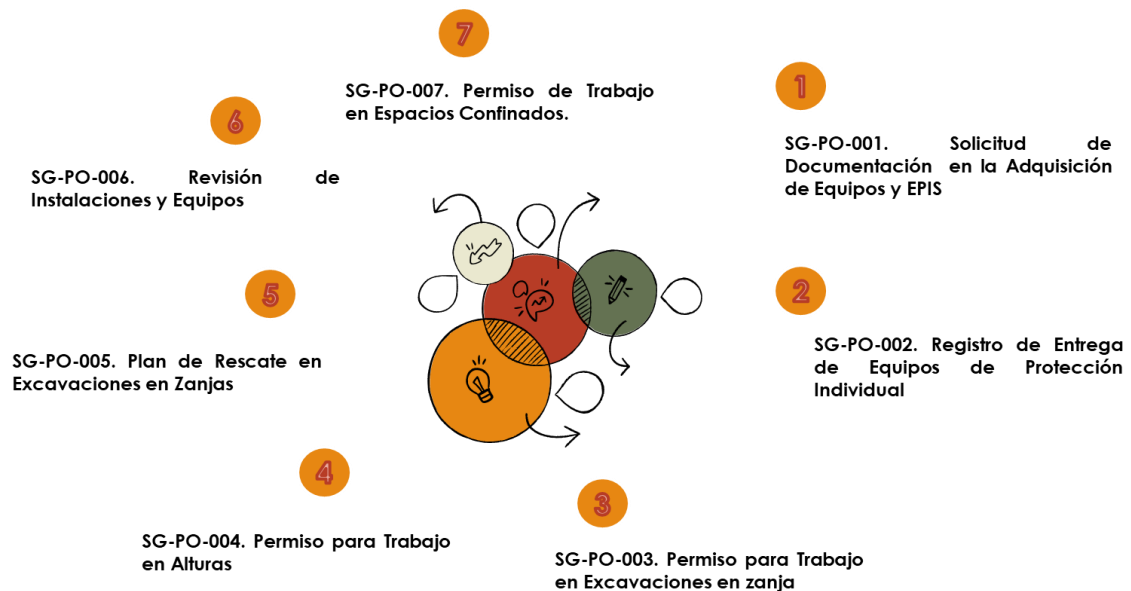 7
SG-PO-007. Permiso de Trabajo
en Espacios Confinados.
1
SG-PO-001. Solicitud de
Documentación en la Adquisición
de Equipos y EPIS
6
SG-PO-006. Revisión de
Instalaciones y Equipos
5
SG-PO-005. Plan de Rescate en
Excavaciones en Zanjas
2
SG-PO-002. Registro de Entrega
de Equipos de Protección
Individual
4
SG-PO-004. Permiso para Trabajo
en Alturas
3
SG-PO-003. Permiso para Trabajo
en Excavaciones en zanja